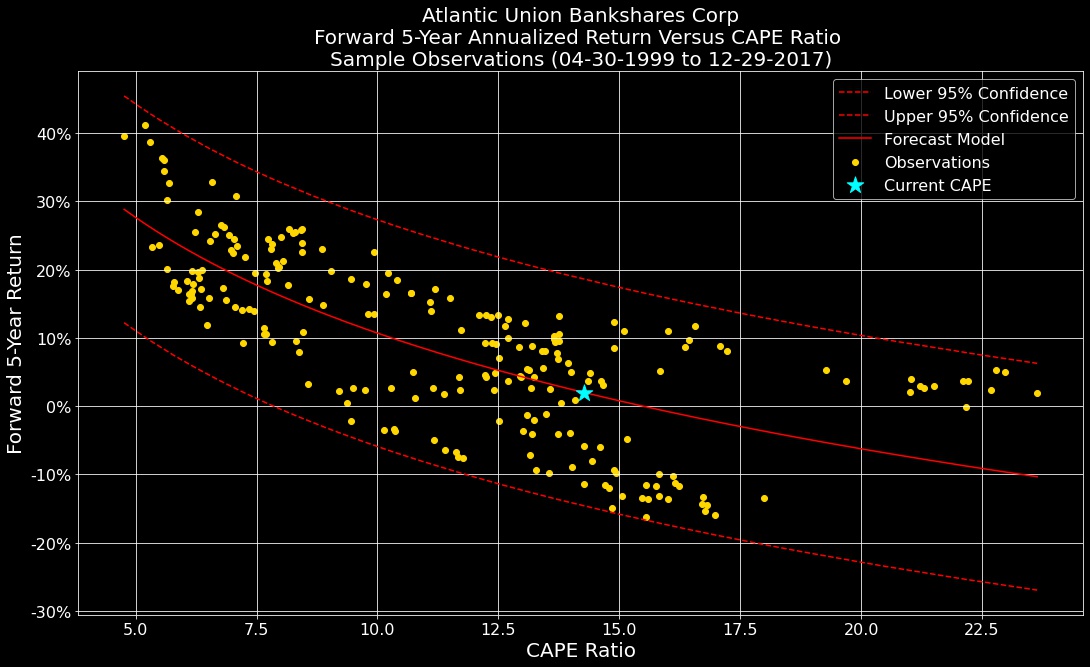 Atlantic Union Bankshares Corp
Forward 5-Year Annualized Return Versus CAPE Ratio
Sample Observations (04-30-1999 to 12-29-2017)
Lower 95% Confidence
Upper 95% Confidence
Forecast Model
Observations
Current CAPE
Forward 5-Year Return
40%
30%
20%
10%
0%
-10%
-20%
-30%
5.0 7.5 10.0 12.5 15.0 17.5 20.0 22.5
CAPE Ratio